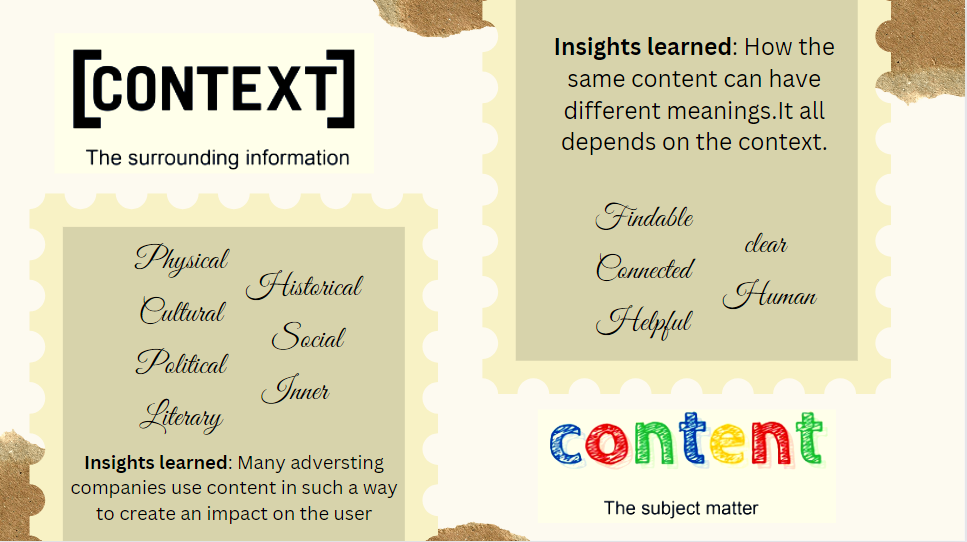 [CONTEXT]
The surrounding information
Physical
Historical
Cultural
Social
Political
Inner
Literary
Insights learned: Many adversting
companies use content in such a way
to create an impact on the user
Insights learned: How the
same content can have
different meanings.It all
depends on the context.
Findable
clear
Connected
Human
Helpful
content
The subject matter